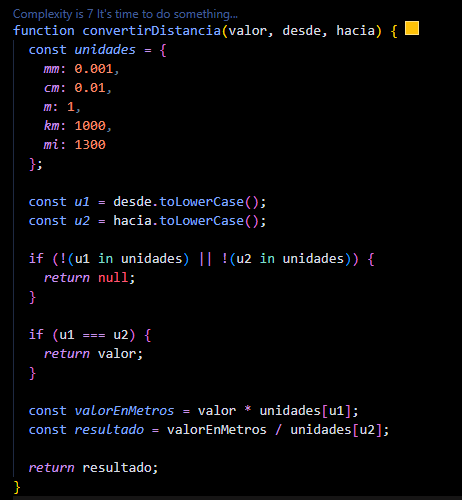 Complexity is 7 It's time to do something...
function convertirDistancia(valor, desde, hacia) {
  const unidades = {
    mm: 0.001,
    cm: 0.01,
    m: 1,
    km: 1000,
    mi: 1300
  };

  const u1 = desde.toLowerCase();
  const u2 = hacia.toLowerCase();

  if (!(u1 in unidades) || !(u2 in unidades)) {
    return null;
  }

  if (u1 === u2) {
    return valor;
  }

  const valorEnMetros = valor * unidades[u1];
  const resultado = valorEnMetros / unidades[u2];

  return resultado;
}